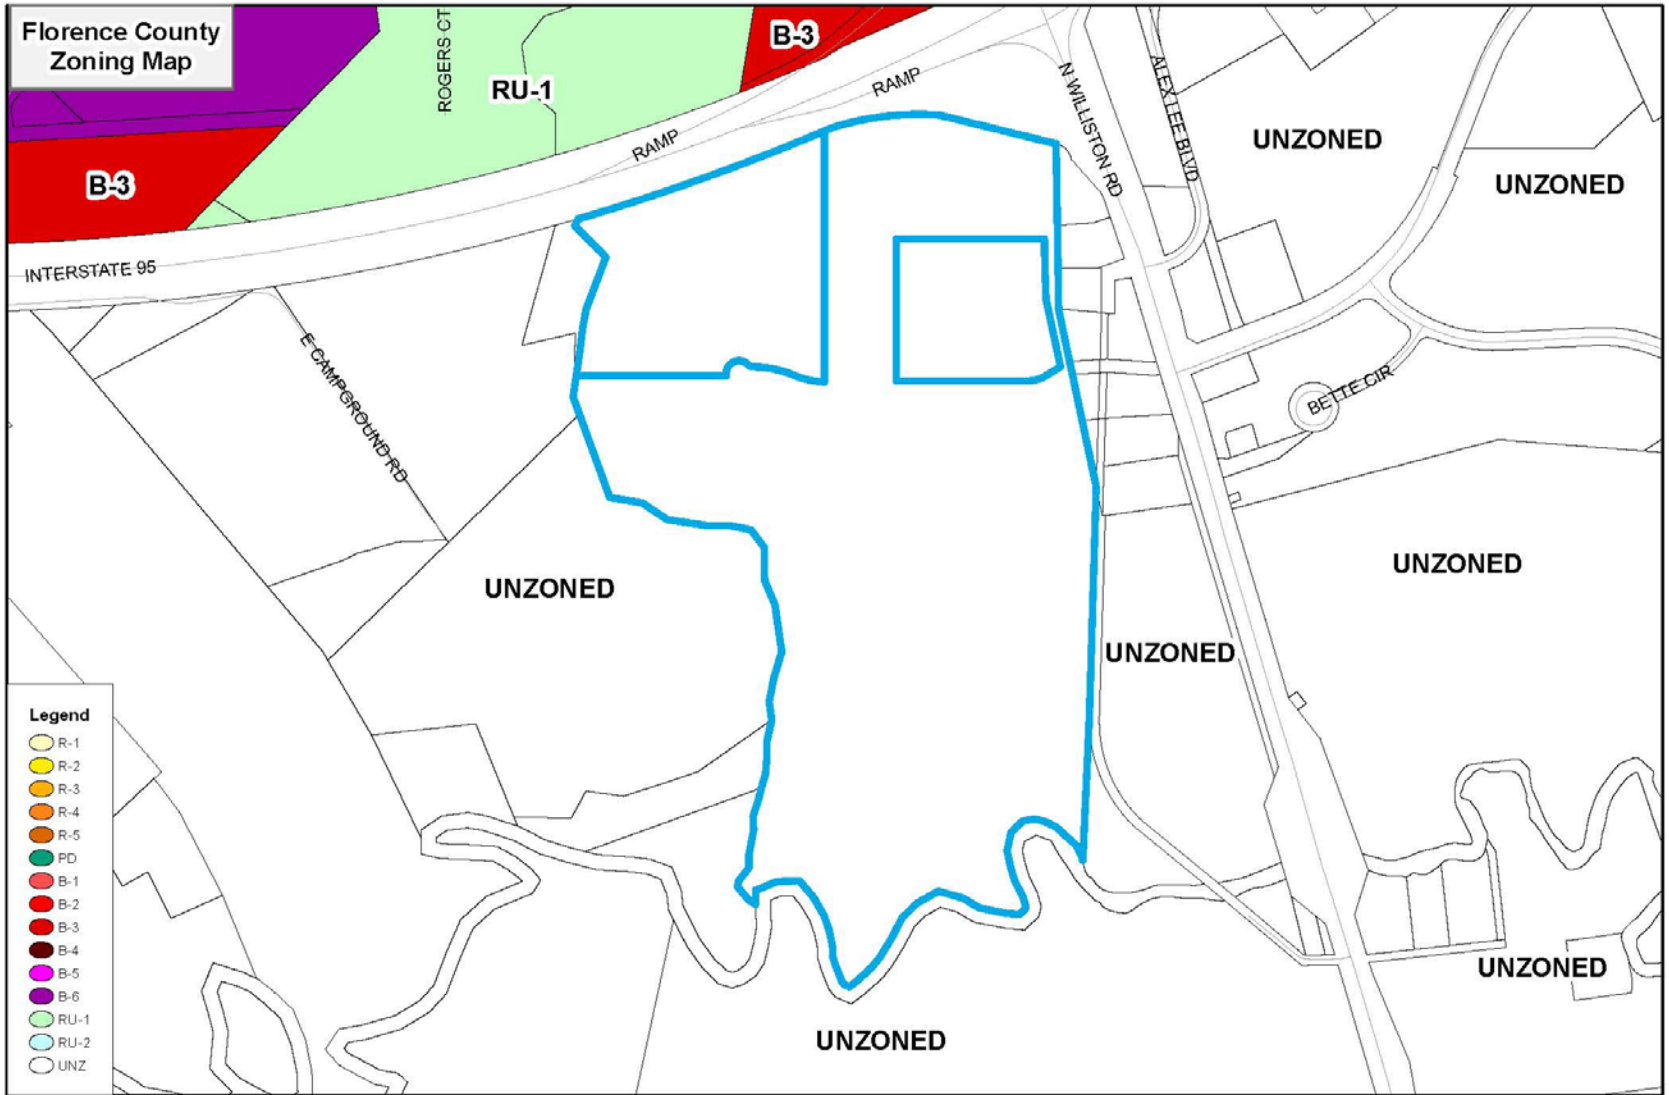 Florence County
Zoning Map
ROGERS CT
B-3
RU-1
RAMP
RAMP
N WILLISTON RD
ALEX LEE BLVD
UNZONED
UNZONED
B-3
INTERSTATE 95
E CAMPGROUND RD
BETTE CIR
UNZONED
UNZONED
UNZONED
Legend
R-1
R-2
R-3
R-4
R-5
PD
B-1
B-2
B-3
B-4
B-5
B-6
RU-1
RU-2
UNZ
UNZONED
UNZONED